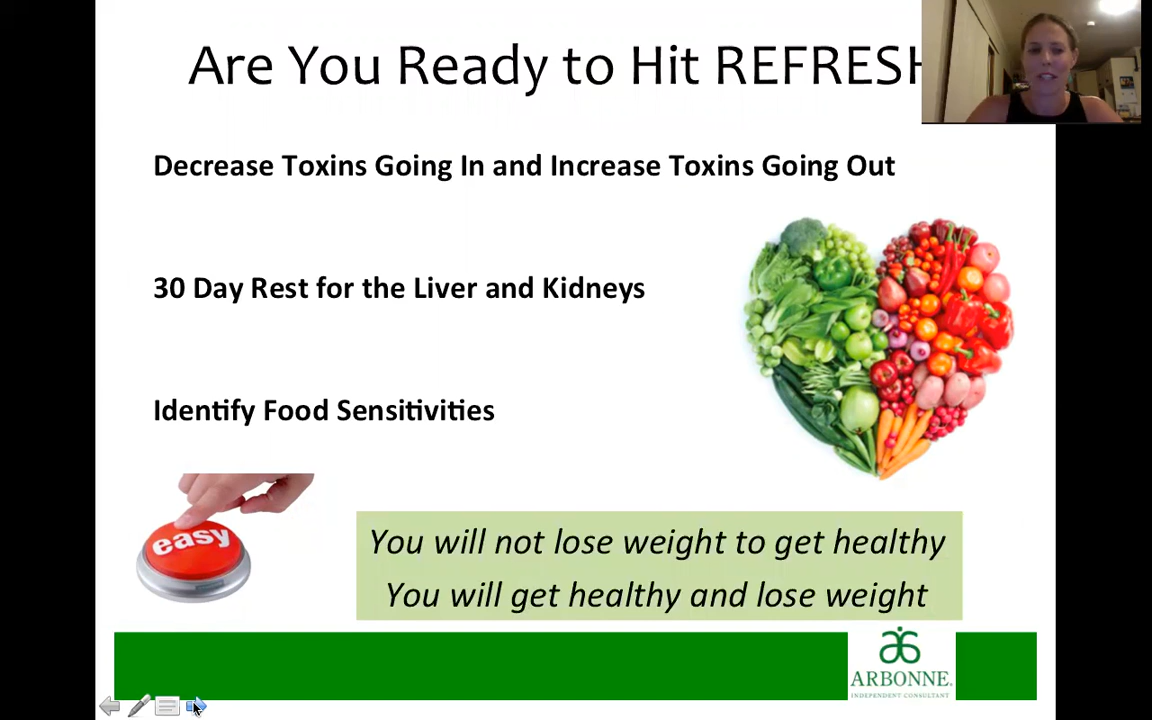 Are You Ready to Hit REFRESH
Decrease Toxins Going In and Increase Toxins Going Out
30 Day Rest for the Liver and Kidneys
Identify Food Sensitivities
easy
You will not lose weight to get healthy
You will get healthy and lose weight
ARBONNE.
INDEPENDENT CONSULTANT